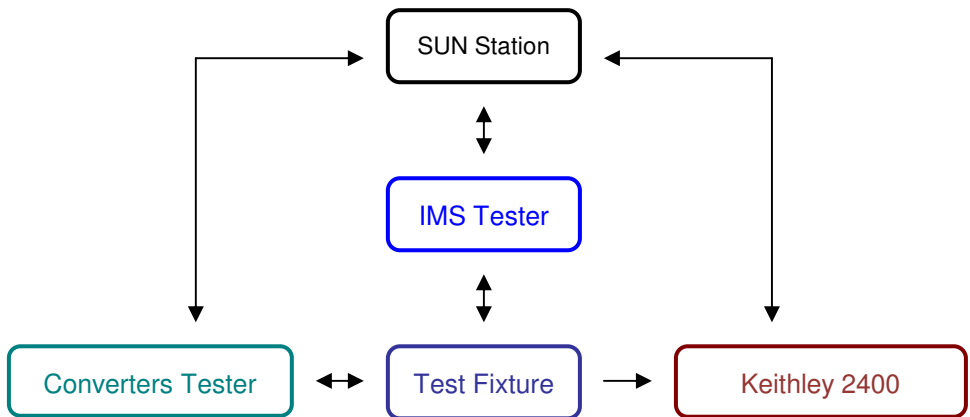 SUN Station
IMS Tester
Converters Tester
Test Fixture
Keithley 2400